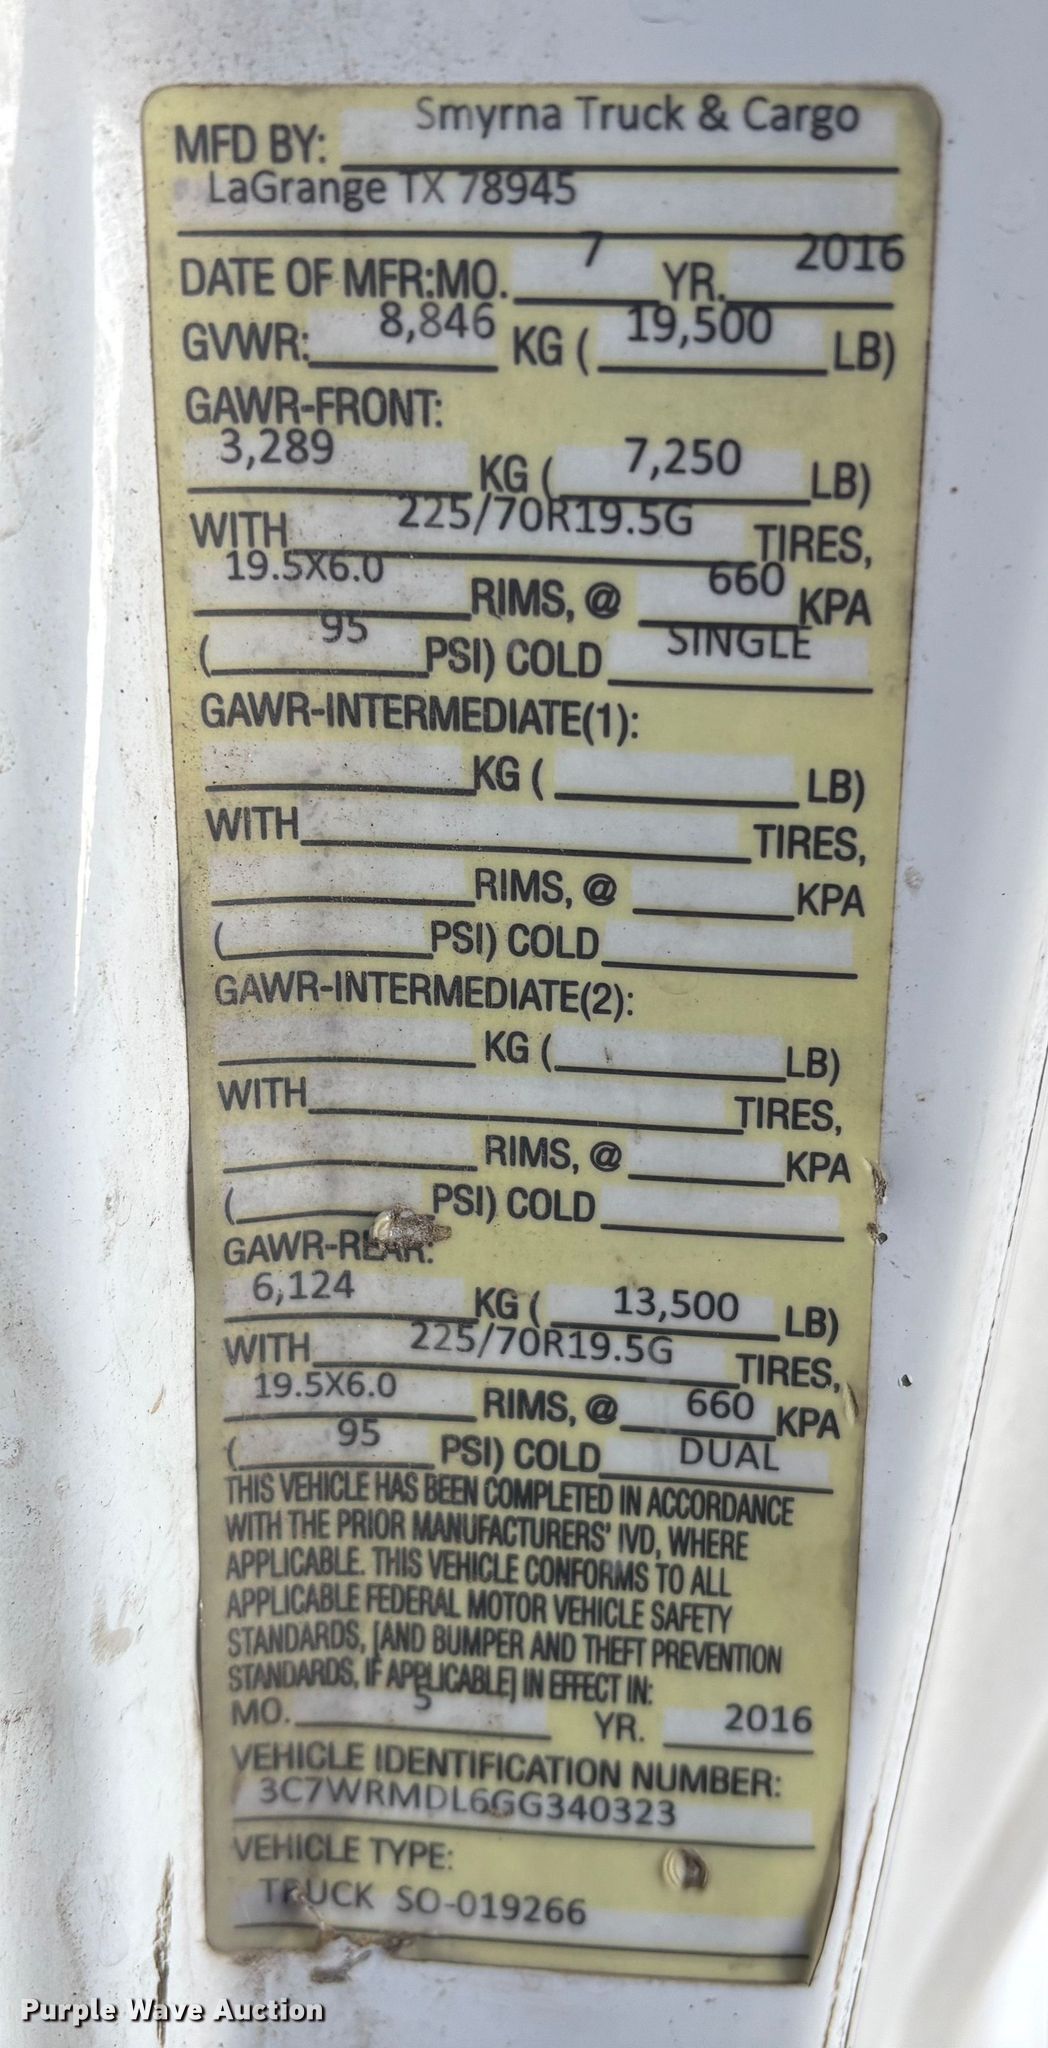 MFD BY: Smyrna Truck & Cargo
LaGrange TX 78945
DATE OF MFR:MO. 7 YR. 2016
GVWR: 8,846 KG ( 19,500 LB)
GAWR-FRONT:
3,289 KG ( 7,250 LB)
WITH 225/70R19.5G TIRES,
19.5X6.0 RIMS, @ 660 KPA
( 95 PSI) COLD SINGLE
GAWR-INTERMEDIATE(1):
KG ( LB)
WITH TIRES,
RIMS, @ KPA
( PSI) COLD
GAWR-INTERMEDIATE(2):
KG ( LB)
WITH TIRES,
RIMS, @ KPA
( PSI) COLD
GAWR-REAR:
6,124 KG ( 13,500 LB)
WITH 225/70R19.5G TIRES,
19.5X6.0 RIMS, @ 660 KPA
( 95 PSI) COLD DUAL
THIS VEHICLE HAS BEEN COMPLETED IN ACCORDANCE
WITH THE PRIOR MANUFACTURERS' IVD, WHERE
APPLICABLE. THIS VEHICLE CONFORMS TO ALL
APPLICABLE FEDERAL MOTOR VEHICLE SAFETY
STANDARDS, [AND BUMPER AND THEFT PREVENTION
STANDARDS, IF APPLICABLE] IN EFFECT IN:
MO. 5 YR. 2016
VEHICLE IDENTIFICATION NUMBER:
3C7WRMDL6GG340323
VEHICLE TYPE:
TRUCK SO-019266
Purple Wave Auction